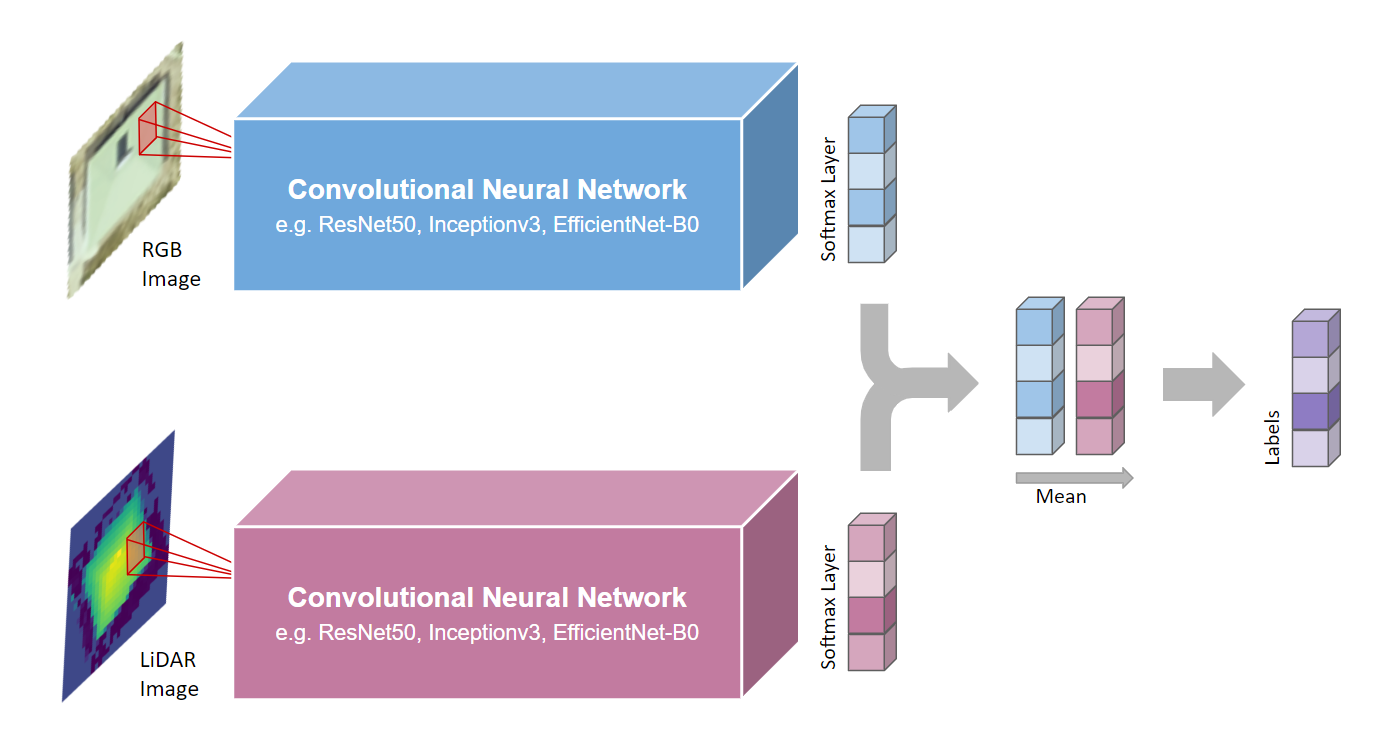 RGB
Image
Convolutional Neural Network
e.g. ResNet50, Inceptionv3, EfficientNet-B0
Softmax Layer
LiDAR
Image
Convolutional Neural Network
e.g. ResNet50, Inceptionv3, EfficientNet-B0
Softmax Layer
Mean
Labels